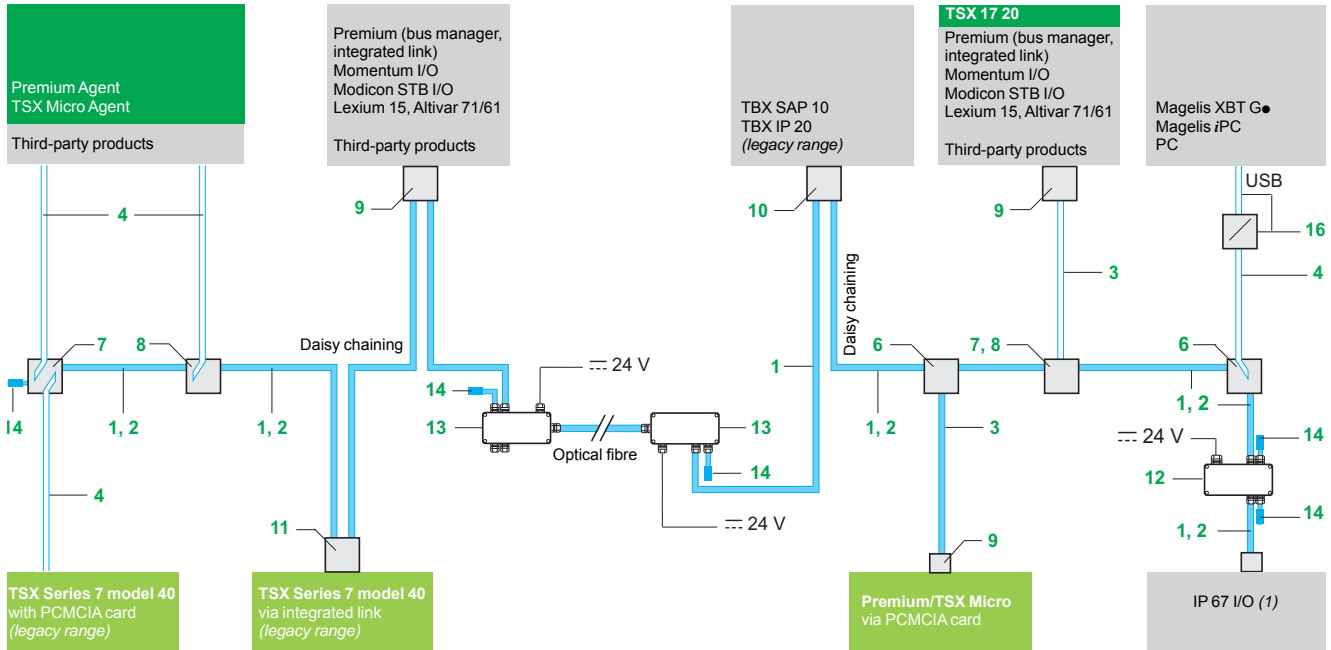 Premium Agent
TSX Micro Agent
Third-party products
Premium (bus manager,
integrated link)
Momentum I/O
Modicon STB I/O
Lexium 15, Altivar 71/61
Third-party products
TBX SAP 10
TBX IP 20
(legacy range)
TSX 17 20
Premium (bus manager,
integrated link)
Momentum I/O
Modicon STB I/O
Lexium 15, Altivar 71/61
Third-party products
Magelis XBT G●
Magelis iPC
PC
4
9
10
9
USB
16
3
4
7
8
Daisy chaining
Daisy chaining
6
7, 8
6
14
1, 2
1, 2
14
24 V
1
1, 2
1, 2
13
Optical fibre
13
14
24 V
3
24 V
14
12
14
1, 2
4
11
9
TSX Series 7 model 40
with PCMCIA card
(legacy range)
TSX Series 7 model 40
via integrated link
(legacy range)
Premium/TSX Micro
via PCMCIA card
IP 67 I/O (1)